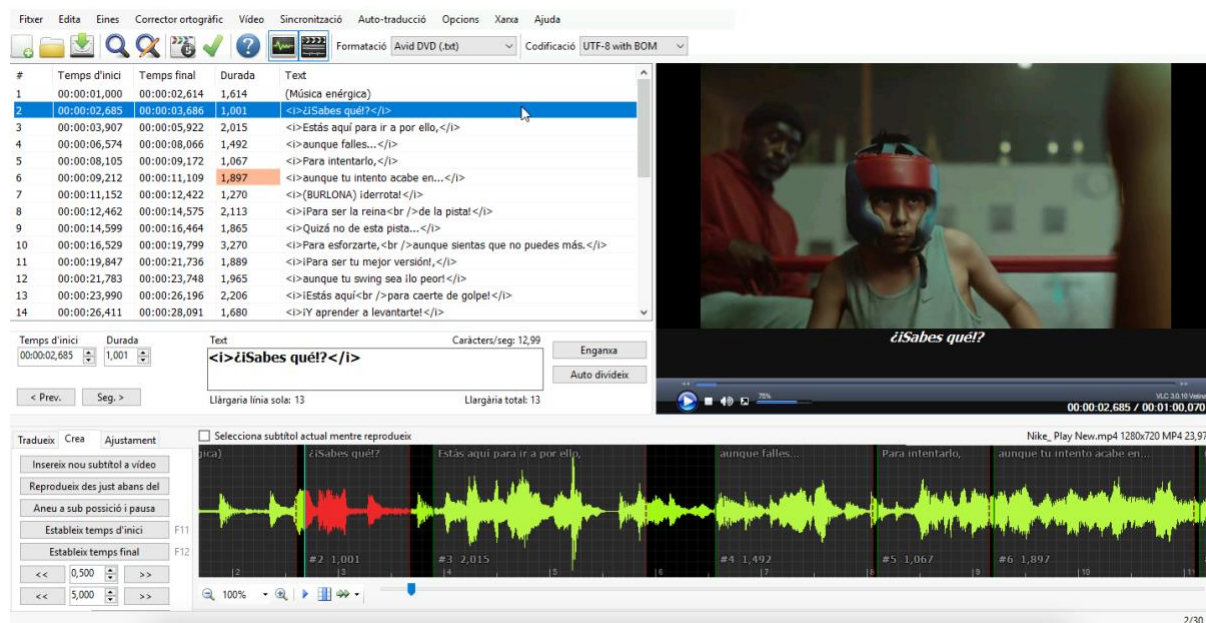 Fitxer Edita Eines Corrector ortogràfic Vídeo Sincronització Auto-traducció Opcions Xarxa Ajuda
Formatació Avid DVD (.txt) Codificació UTF-8 with BOM
# Temps d'inici Temps final Durada Text
1 00:00:01,000 00:00:02,614 1,614 (Música enérgica)
2 00:00:02,685 00:00:03,686 1,001 <i>¿¡Sabes qué!?</i>
3 00:00:03,907 00:00:05,922 2,015 <i>Estás aquí para ir a por ello,</i>
4 00:00:06,574 00:00:08,066 1,492 <i>aunque falles...</i>
5 00:00:08,105 00:00:09,172 1,067 <i>Para intentarlo,</i>
6 00:00:09,212 00:00:11,109 1,897 <i>aunque tu intento acabe en...</i>
7 00:00:11,152 00:00:12,422 1,270 <i>(BURLONA) ¡derrota!</i>
8 00:00:12,462 00:00:14,575 2,113 <i>¡Para ser la reina<br />de la pista!</i>
9 00:00:14,599 00:00:16,464 1,865 <i>Quizá no de esta pista...</i>
10 00:00:16,529 00:00:19,799 3,270 <i>Para esforzarte,<br />aunque sientas que no puedes más.</i>
11 00:00:19,847 00:00:21,736 1,889 <i>¡Para ser tu mejor versión!,</i>
12 00:00:21,783 00:00:23,748 1,965 <i>aunque tu swing sea ¡lo peor!</i>
13 00:00:23,990 00:00:26,196 2,206 <i>¡Estás aquí<br />para caerte de golpe!</i>
14 00:00:26,411 00:00:28,091 1,680 <i>¡Y aprender a levantarte!</i>
¿¡Sabes qué!?
Temps d'inici Durada Text Caràcters/seg: 12,99
00:00:02,685 1,001 <i>¿¡Sabes qué!?</i> Enganxa
Auto divideix
< Prev. Seg. > Llargaria línia sola: 13 Llargària total: 13
75%
00:00:02,685 / 00:01:00,070
Tradueix Crea Ajustament Selecciona subtítol actual mentre reprodueix Nike_ Play New.mp4 1280x720 MP4 23,97
gica) ¿¡Sabes qué!? Estás aquí para ir a por ello, aunque falles... Para intentarlo, aunque tu intento acabe en...
Insereix nou subtítol a vídeo
Reprodueix des just abans del
Aneu a sub possició i pausa
Estableix temps d'inici F11
Estableix temps final F12
#2 1,001 #3 2,015 #4 1,492 #5 1,067 #6 1,897
2 3 4 5 6 7 8 9 10 11
<< 0,500 >>
<< 5,000 >>
100%
2/30